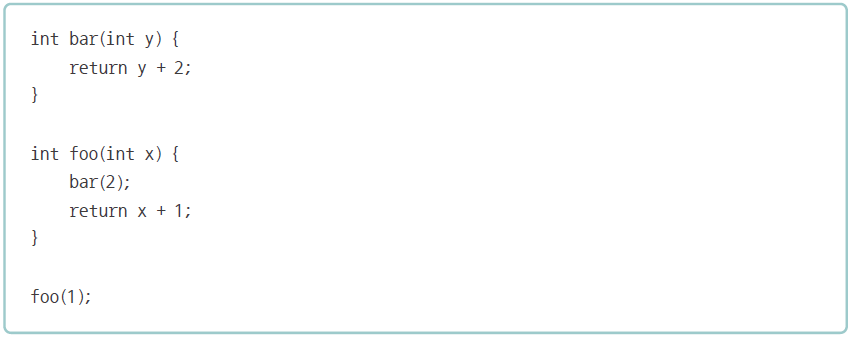 int bar(int y) {
    return y + 2;
}

int foo(int x) {
    bar(2);
    return x + 1;
}

foo(1);